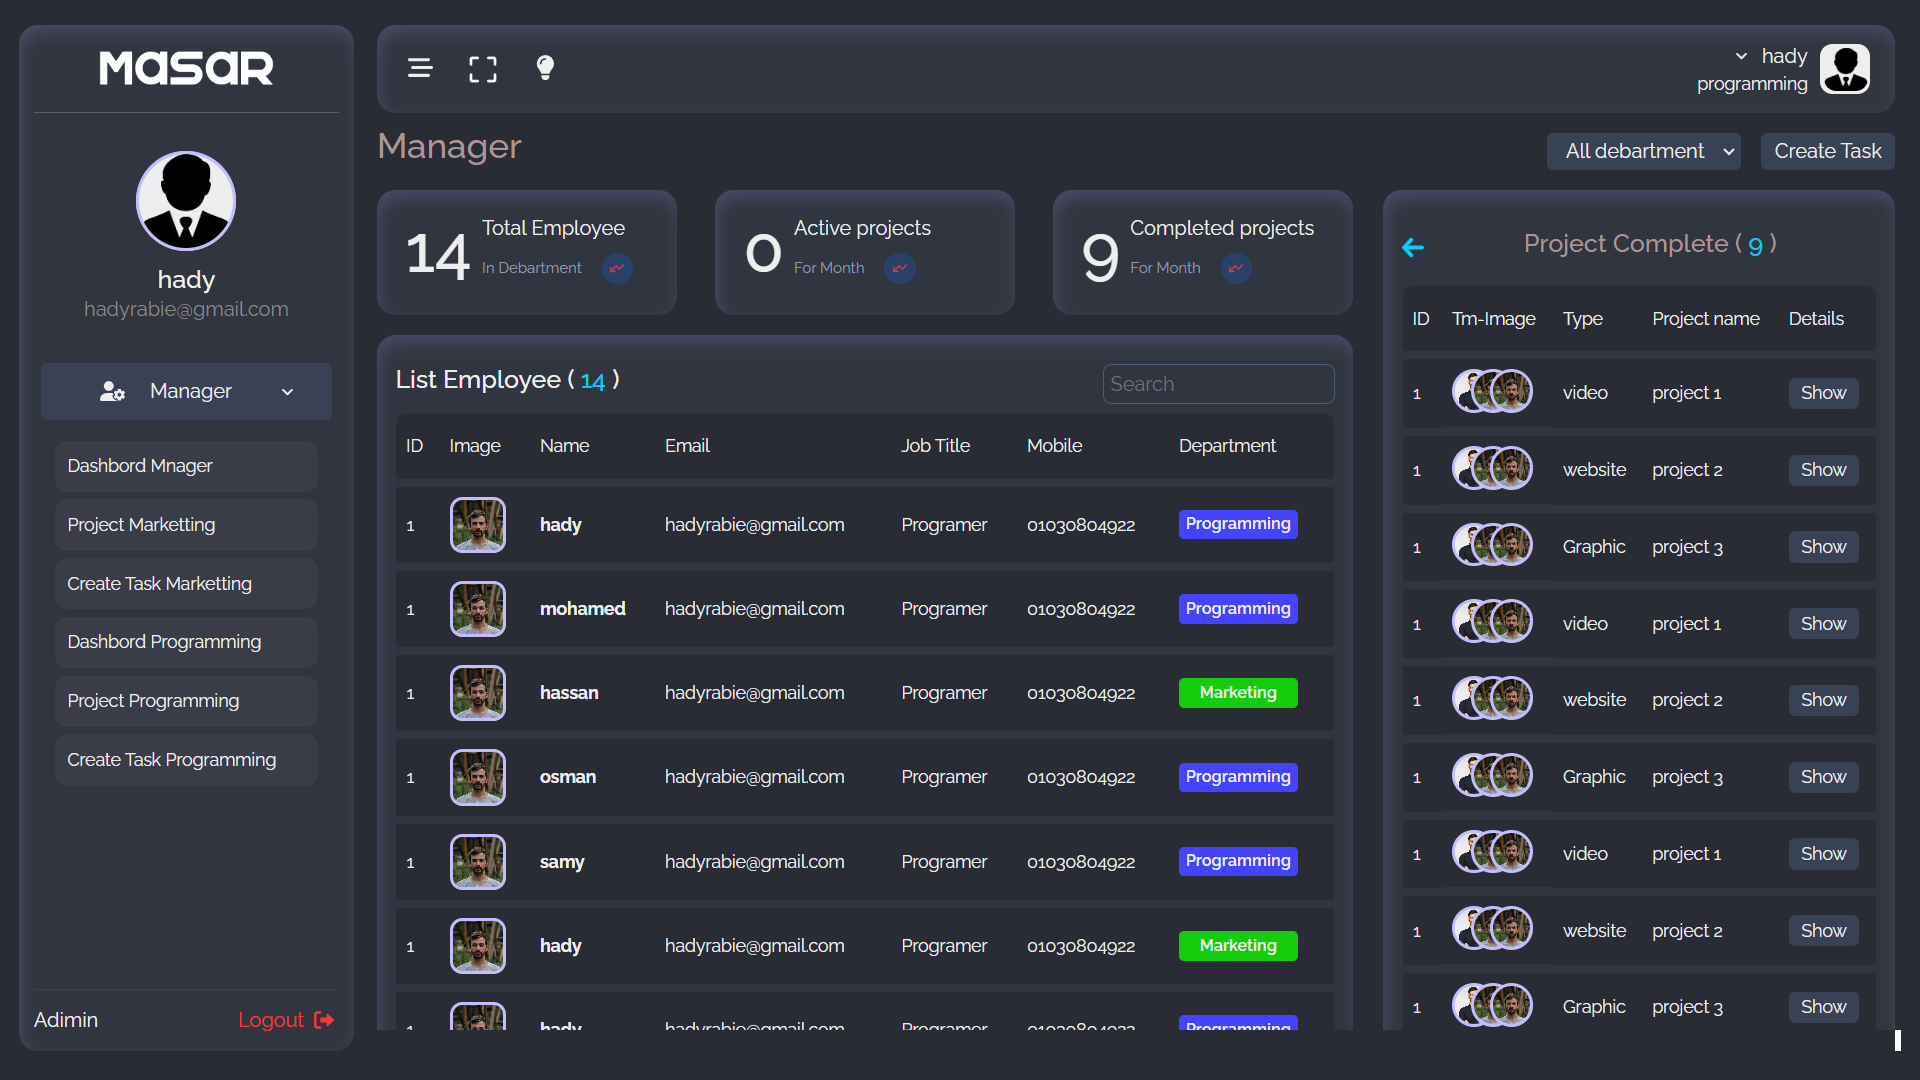 MASAR
hady
hadyrabie@gmail.com
Manager
Dashbord Mnager
Project Marketting
Create Task Marketting
Dashbord Programming
Project Programming
Create Task Programming
Adimin
Logout
hady
programming
Manager
All debartment
Create Task
14
Total Employee
In Debartment
0
Active projects
For Month
9
Completed projects
For Month
List Employee ( 14 )
Search
ID Image Name Email Job Title Mobile Department
1 hady hadyrabie@gmail.com Programer 01030804922 Programming
1 mohamed hadyrabie@gmail.com Programer 01030804922 Programming
1 hassan hadyrabie@gmail.com Programer 01030804922 Marketing
1 osman hadyrabie@gmail.com Programer 01030804922 Programming
1 samy hadyrabie@gmail.com Programer 01030804922 Programming
1 hady hadyrabie@gmail.com Programer 01030804922 Marketing
1 hady hadyrabie@gmail.com Programer 01030804922 Programming
Project Complete ( 9 )
ID Tm-Image Type Project name Details
1 video project 1 Show
1 website project 2 Show
1 Graphic project 3 Show
1 video project 1 Show
1 website project 2 Show
1 Graphic project 3 Show
1 video project 1 Show
1 website project 2 Show
1 Graphic project 3 Show